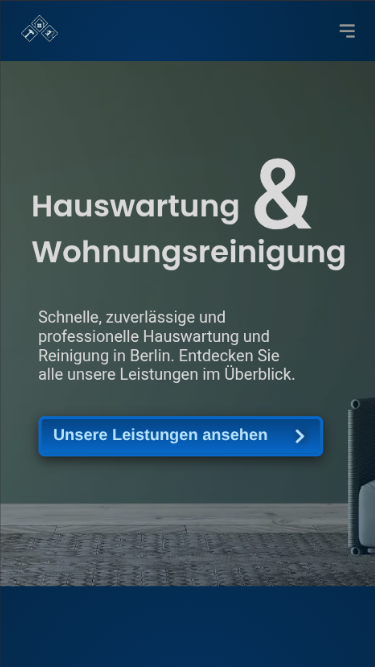 Hauswartung &
Wohnungsreinigung
Schnelle, zuverlässige und
professionelle Hauswartung und
Reinigung in Berlin. Entdecken Sie
alle unsere Leistungen im Überblick.
Unsere Leistungen ansehen